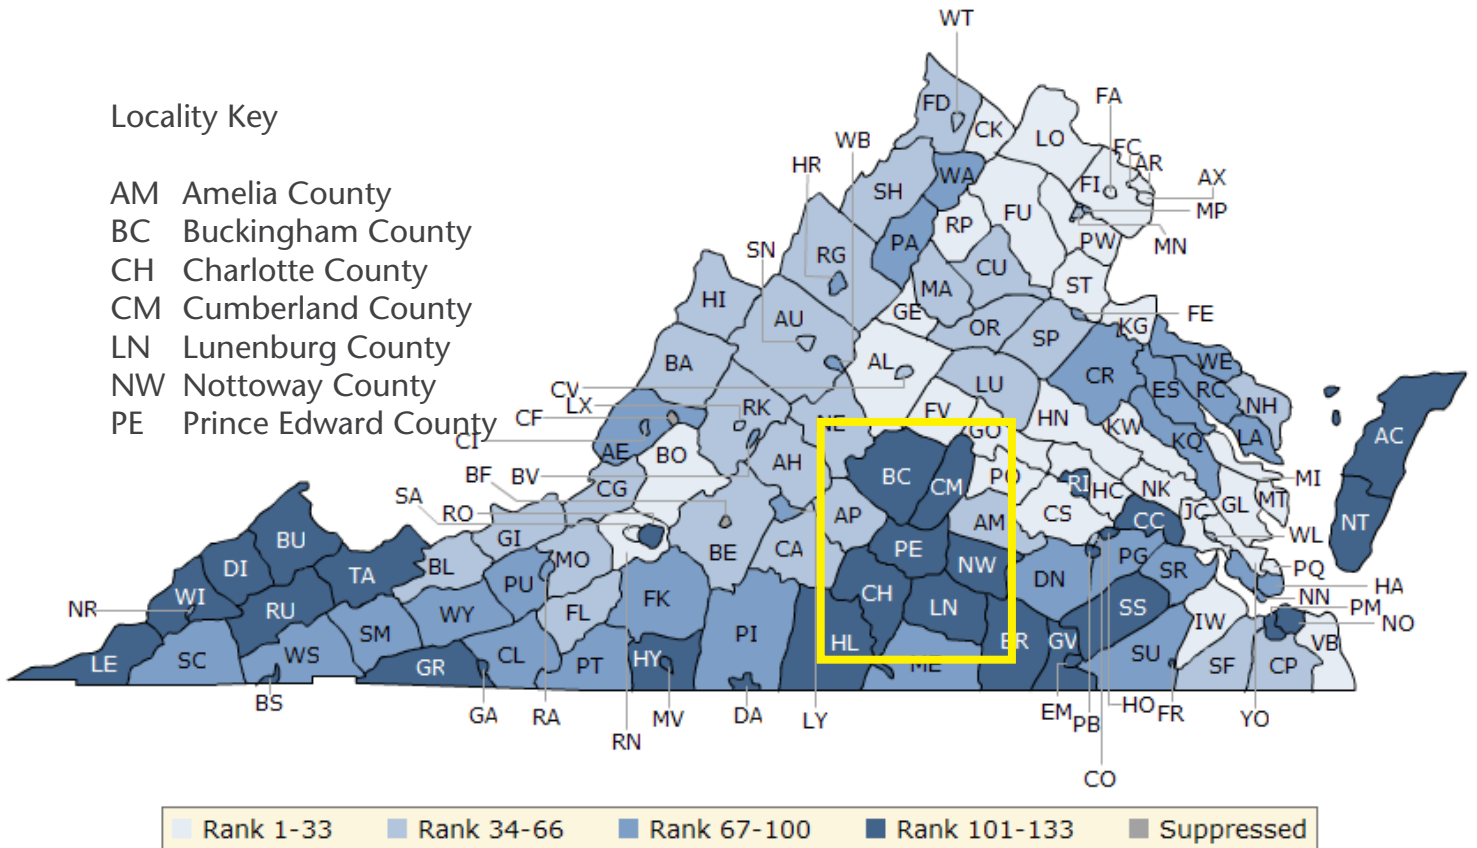 WT
FA
FD
CK
LO
FC
AR
AX
Locality Key
WB
HR
WA
FI
MP
SH
MN
AM Amelia County
RP
FU
PW
BC Buckingham County
SN
RG
PA
CU
ST
CH Charlotte County
HI
MA
GE
FE
CM Cumberland County
AU
OR
SP
KG
LN Lunenburg County
BA
AL
CR
WE
NW Nottoway County
CV
LU
ES
RC
PE Prince Edward County
LX
CF
RK
NE
FV
HN
NH
CI
AE
BO
GO
KW
KQ
LA
AC
BF
BV
AH
BC
CM
PO
RI
HC
NK
MI
SA
CG
GL
MT
RO
AP
AM
CS
CC
JC
NT
BU
GI
BE
CA
PE
WL
DI
TA
BL
MO
NW
DN
PG
SR
PQ
NR
WI
RU
PU
FK
CH
LN
SS
HA
NN
WY
FL
PM
SM
PI
IW
NO
LE
SC
WS
GR
CL
PT
HY
HL
ME
BR
GV
SU
SF
CP
VB
BS
GA
RA
RN
MV
DA
LY
EM
PB
HO
FR
YO
CO
Rank 1-33 Rank 34-66 Rank 67-100 Rank 101-133 Suppressed